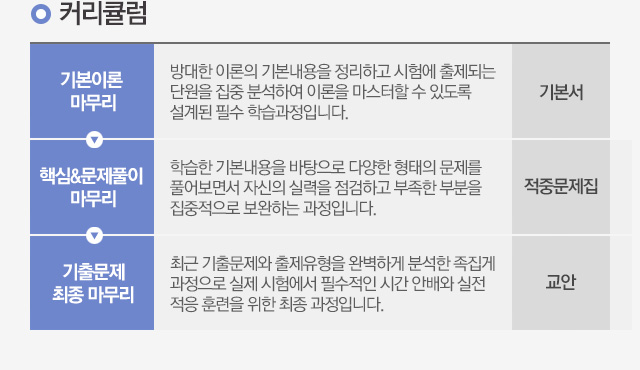 커리큘럼
기본이론
마무리
방대한 이론의 기본내용을 정리하고 시험에 출제되는
단원을 집중 분석하여 이론을 마스터할 수 있도록
설계된 필수 학습과정입니다.
기본서
핵심&문제풀이
마무리
학습한 기본내용을 바탕으로 다양한 형태의 문제를
풀어보면서 자신의 실력을 점검하고 부족한 부분을
집중적으로 보완하는 과정입니다.
적중문제집
기출문제
최종 마무리
최근 기출문제와 출제유형을 완벽하게 분석한 족집게
과정으로 실제 시험에서 필수적인 시간 안배와 실전
적응 훈련을 위한 최종 과정입니다.
교안